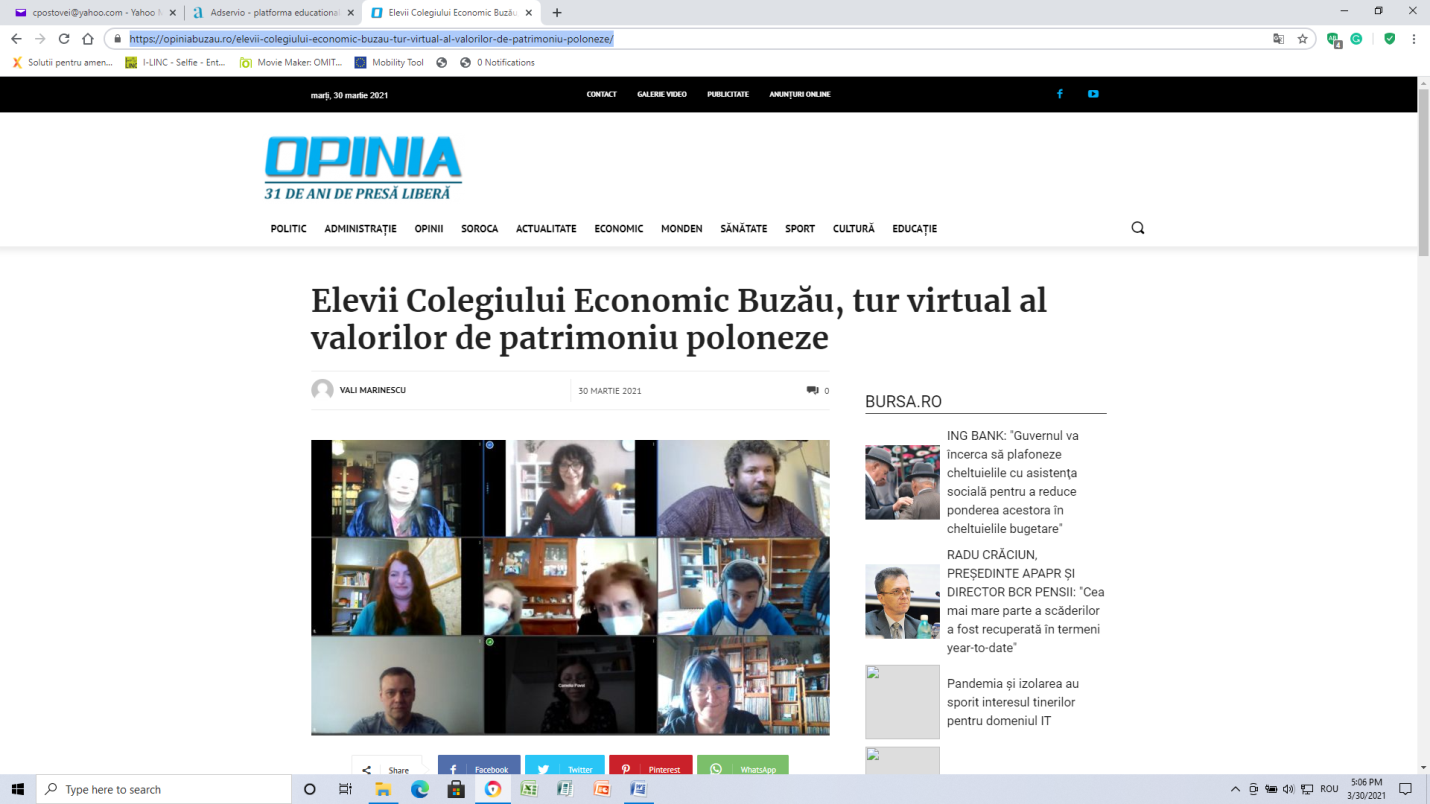 cpostovei@yahoo.com - Yahoo M
Adservio - platforma educational
Elevii Colegiului Economic Buzău
https://opiniabuzau.ro/elevii-colegiului-economic-buzau-tur-virtual-al-valorilor-de-patrimoniu-poloneze/
Solutii pentru amen...
I-LINC - Selfie - Ent...
Movie Maker: OMIT...
Mobility Tool
0 Notifications
marți, 30 martie 2021
CONTACT GALERIE VIDEO PUBLICITATE ANUNȚURI ONLINE
OPINIA
31 DE ANI DE PRESĂ LIBERĂ
POLITIC ADMINISTRAȚIE OPINII SOROCA ACTUALITATE ECONOMIC MONDEN SĂNĂTATE SPORT CULTURĂ EDUCAȚIE
Elevii Colegiului Economic Buzău, tur virtual al
valorilor de patrimoniu poloneze
VALI MARINESCU
30 MARTIE 2021
0
Camelia Pavel
Share
Facebook
Twitter
Pinterest
WhatsApp
BURSA.RO
ING BANK: "Guvernul va
încerca să plafoneze
cheltuielile cu asistenţa
socială pentru a reduce
ponderea acestora în
cheltuielile bugetare"
RADU CRĂCIUN,
PREŞEDINTE APAPR ŞI
DIRECTOR BCR PENSII: "Cea
mai mare parte a scăderilor
a fost recuperată în termeni
year-to-date"
Pandemia şi izolarea au
sporit interesul tinerilor
pentru domeniul IT
Type here to search
ROU
5:06 PM
3/30/2021